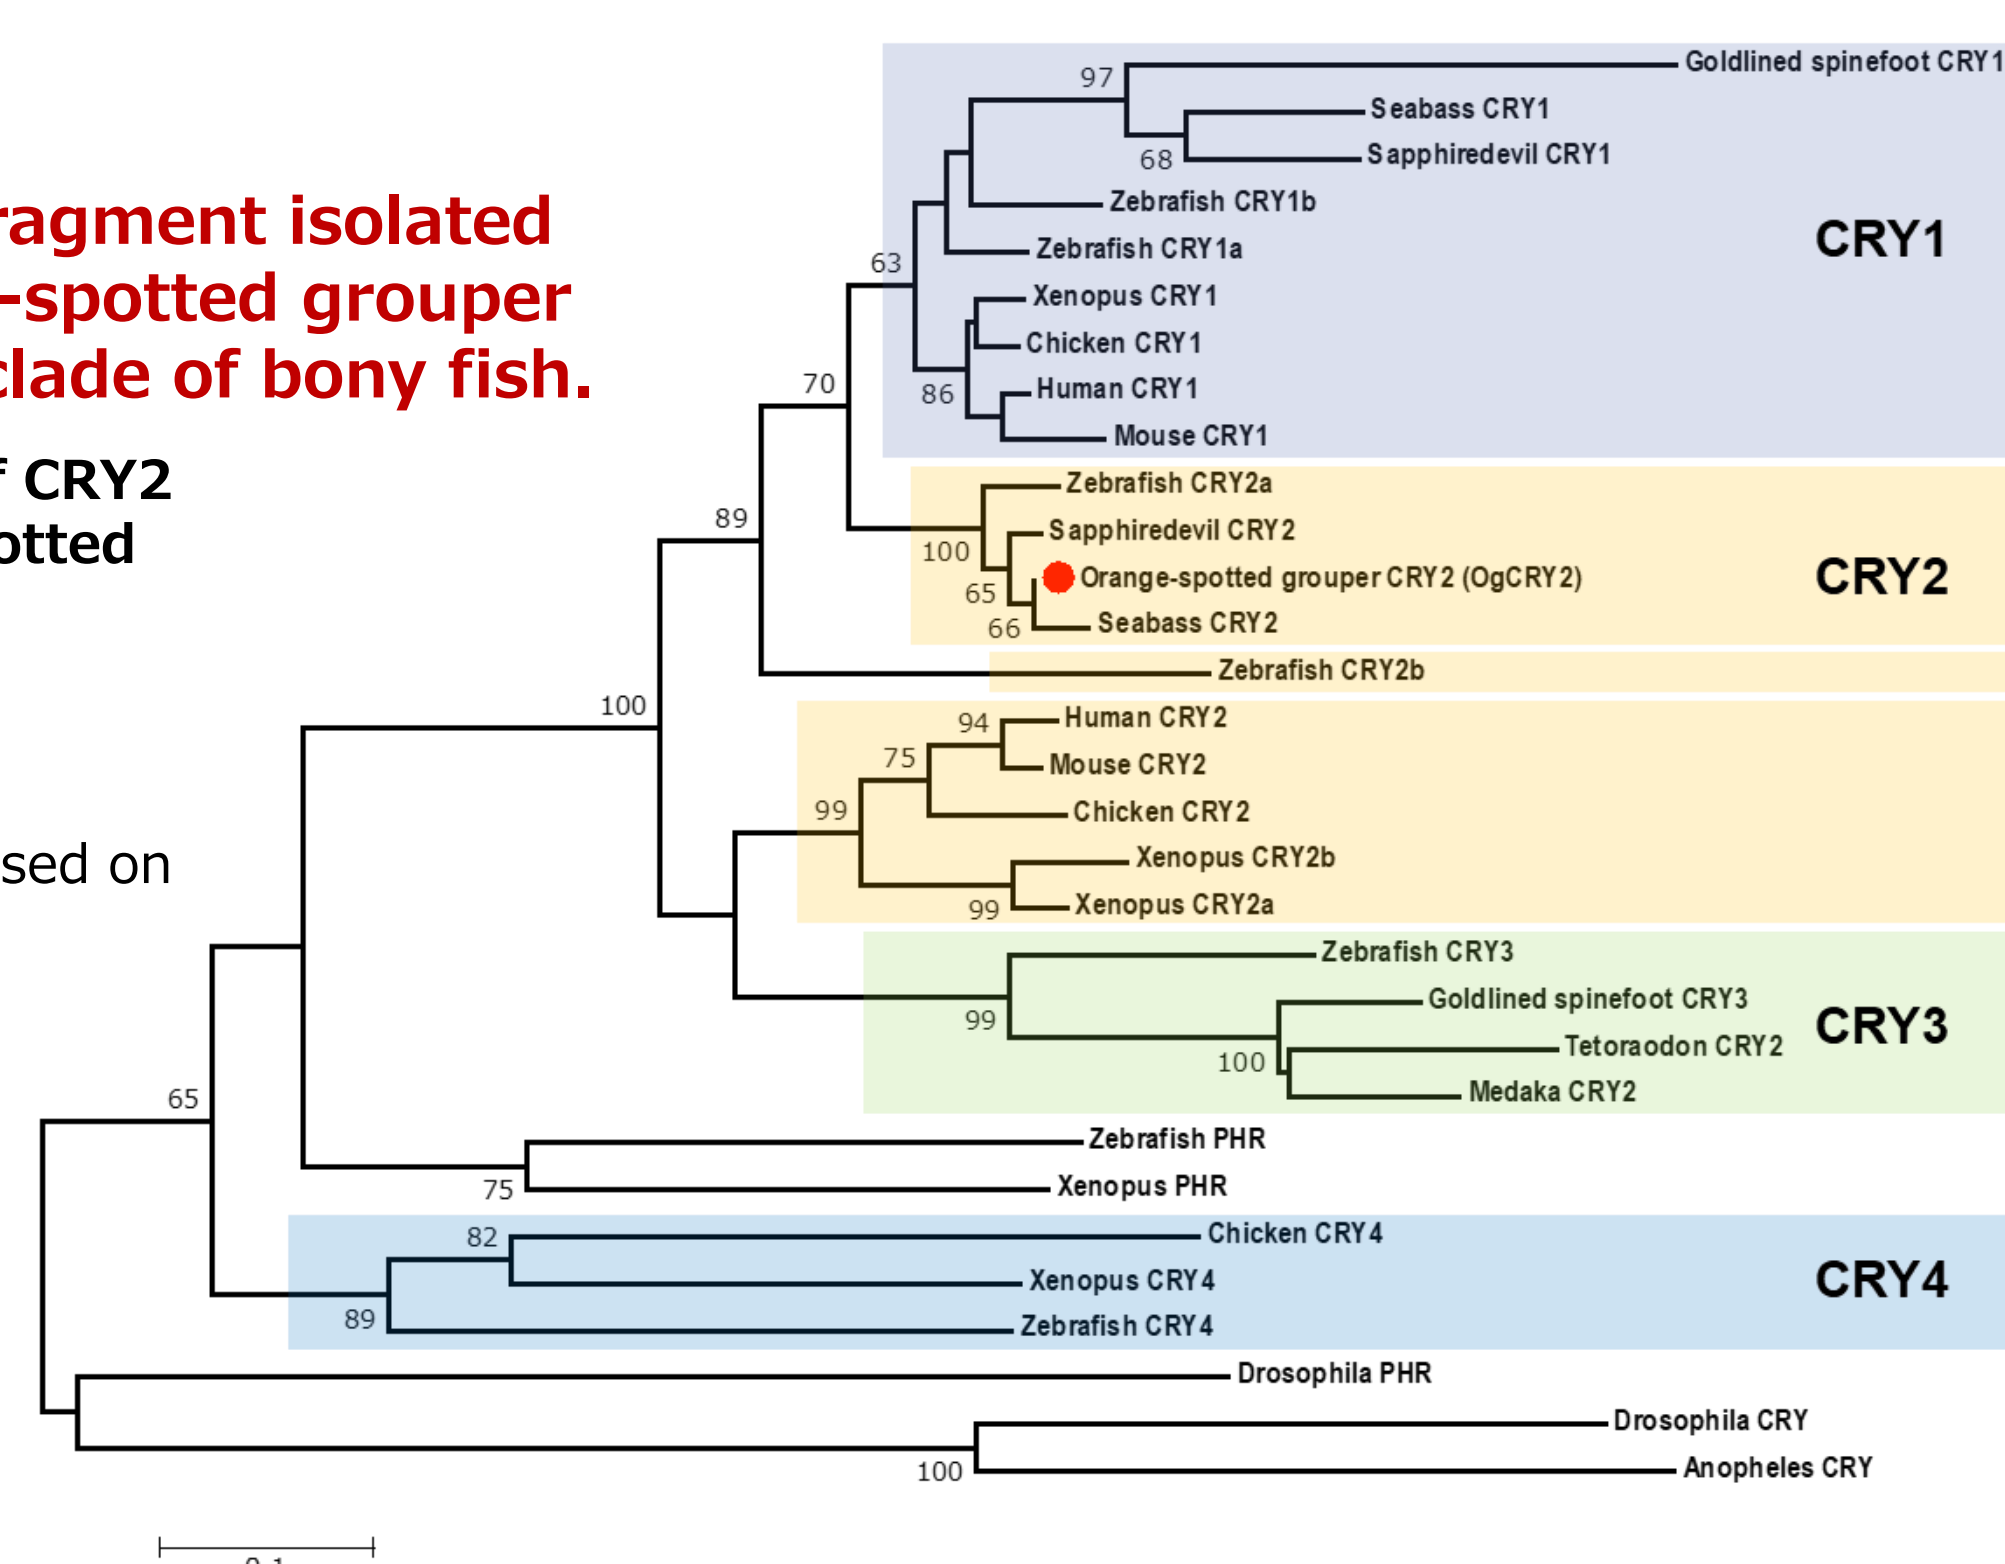 ragment isolated
-spotted grouper
clade of bony fish.
f CRY2
otted
sed on
97
Goldlined spinefoot CRY1
Seabass CRY1
68
Sapphiredevil CRY1
Zebrafish CRY1b
CRY1
Zebrafish CRY1a
63
Xenopus CRY1
Chicken CRY1
70
86
Human CRY1
Mouse CRY1
Zebrafish CRY2a
89
Sapphiredevil CRY2
100
Orange-spotted grouper CRY2 (OgCRY2)
CRY2
65
Seabass CRY2
66
Zebrafish CRY2b
100
94
Human CRY2
75
Mouse CRY2
99
Chicken CRY2
Xenopus CRY2b
99
Xenopus CRY2a
Zebrafish CRY3
99
Goldlined spinefoot CRY3
CRY3
100
Tetoraodon CRY2
Medaka CRY2
65
Zebrafish PHR
75
Xenopus PHR
82
Chicken CRY4
Xenopus CRY4
CRY4
89
Zebrafish CRY4
Drosophila PHR
Drosophila CRY
100
Anopheles CRY
0.1